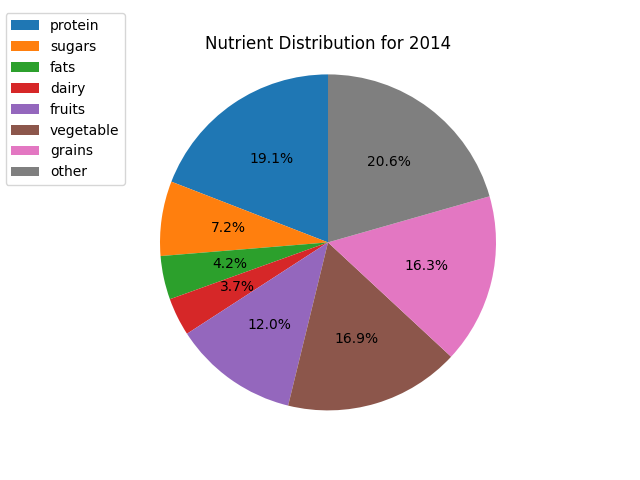 Nutrient Distribution for 2014
protein
sugars
fats
dairy
fruits
vegetable
grains
other
19.1%
20.6%
7.2%
4.2%
16.3%
3.7%
12.0%
16.9%